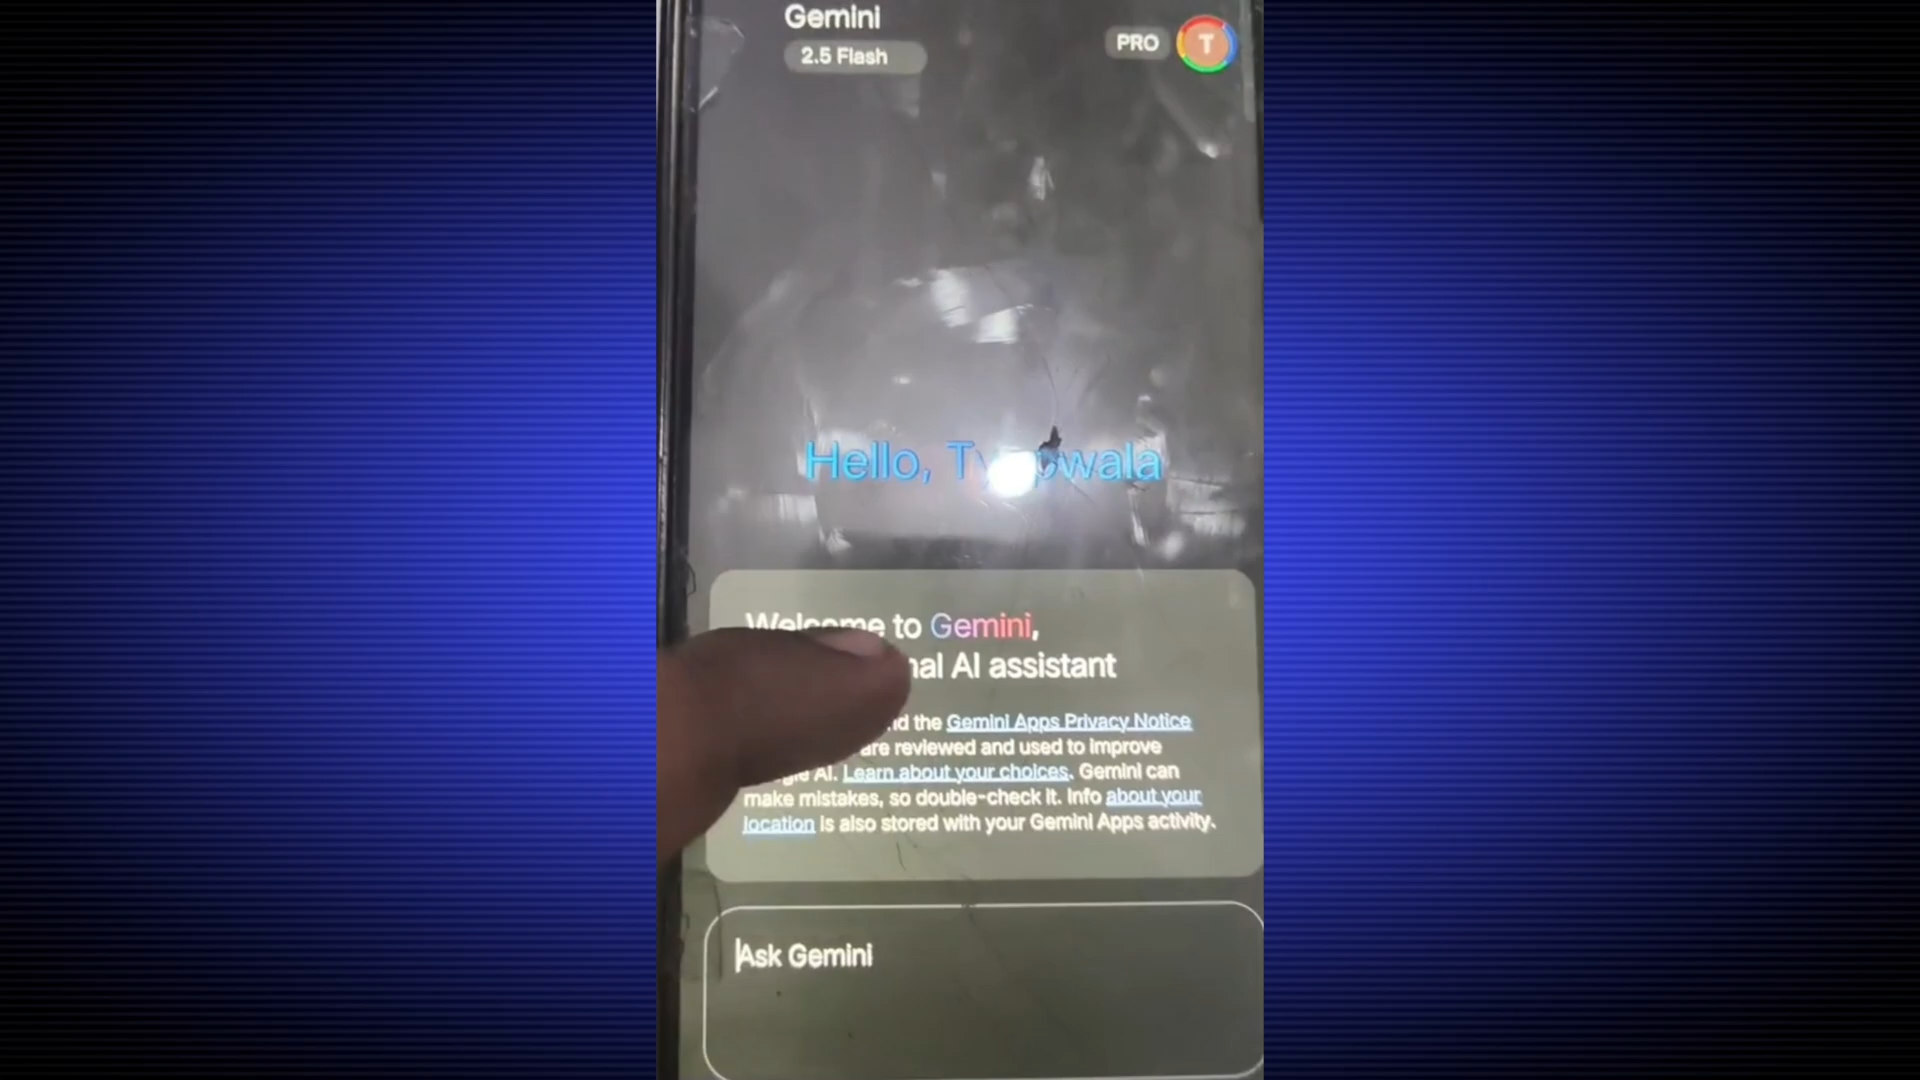 Gemini
2.5 Flash
PRO
T
Hello,
Welcome to Gemini,
AI assistant
the Gemini Apps Privacy Notice
are reviewed and used to improve
AI. Learn about your choices. Gemini can
make mistakes, so double-check it. Info about your
location is also stored with your Gemini Apps activity.
Ask Gemini